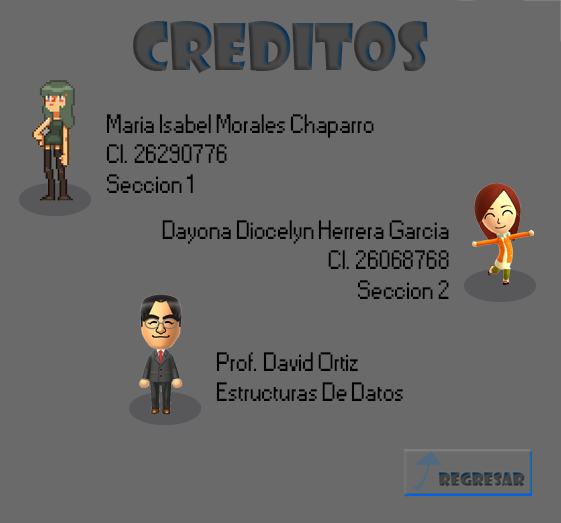 CREDITOS
Maria Isabel Morales Chaparro
CI. 26290776
Seccion 1
Dayona Diocelyn Herrera Garcia
CI. 26068768
Seccion 2
Prof. David Ortiz
Estructuras De Datos
REGRESAR